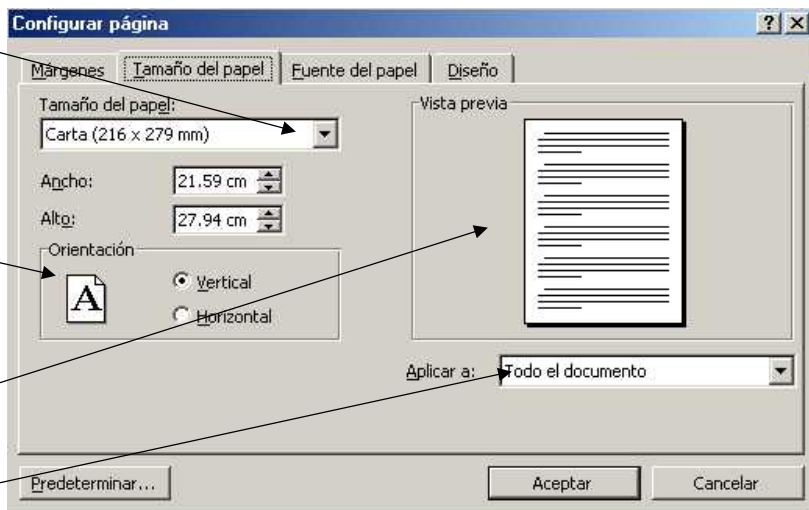 Configurar página
Márgenes Tamaño del papel Fuente del papel Diseño
Tamaño del papel:
Carta (216 x 279 mm)
Ancho: 21.59 cm
Alto: 27.94 cm
Orientación
A
Vertical
Horizontal
Vista previa
Aplicar a: Todo el documento
Predeterminar... Aceptar Cancelar